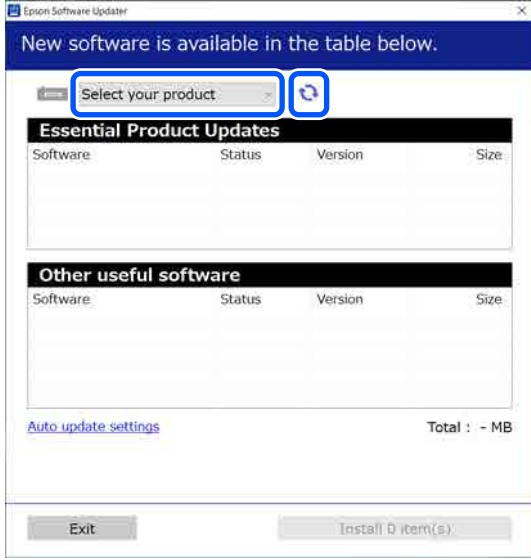 Epson Software Updater
New software is available in the table below.
Select your product
Essential Product Updates
Software Status Version Size
Other useful software
Software Status Version Size
Auto update settings Total : - MB
Exit Install 0 item(s)